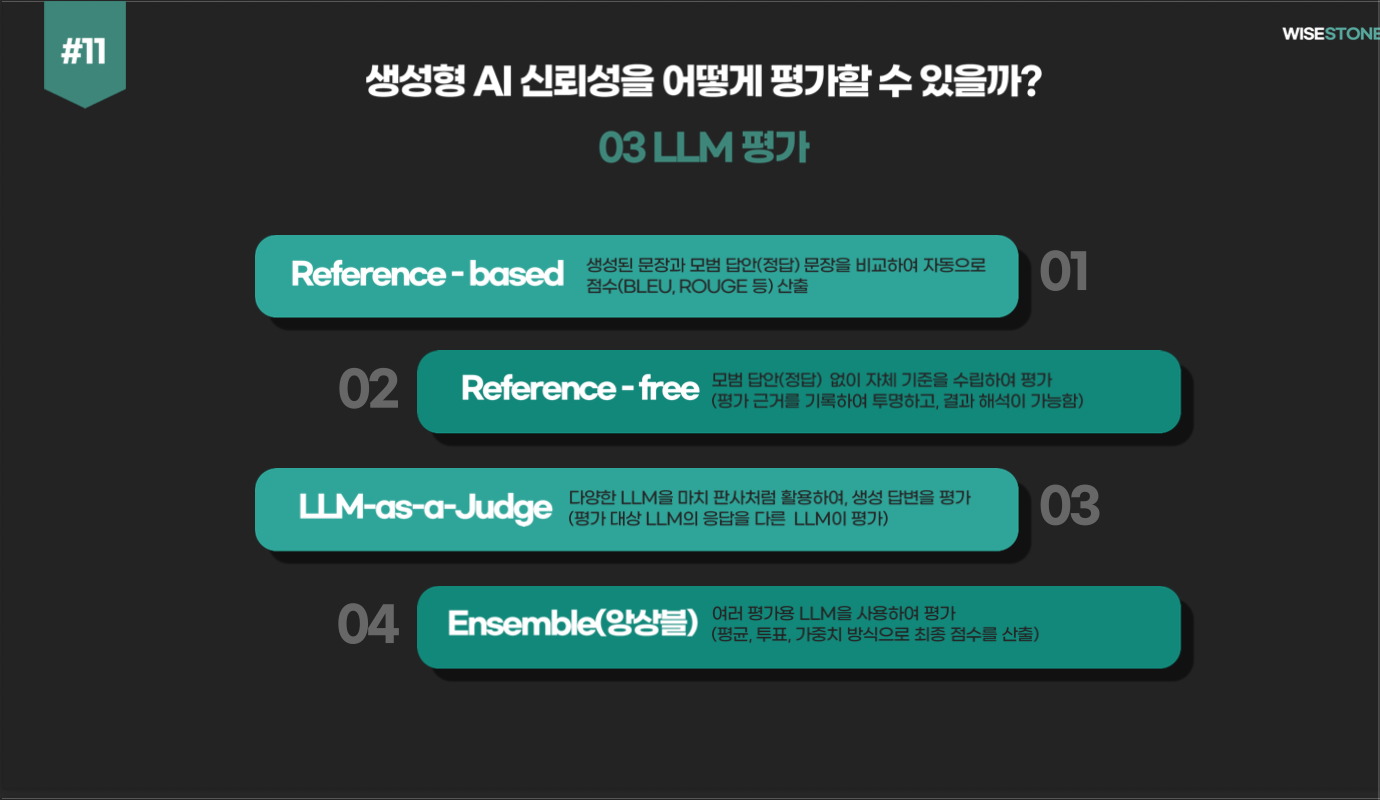 #11
WISESTONE
생성형 AI 신뢰성을 어떻게 평가할 수 있을까?
03 LLM 평가
Reference - based
생성된 문장과 모범 답안(정답) 문장을 비교하여 자동으로
점수(BLEU, ROUGE 등) 산출
01
02
Reference - free
모범 답안(정답) 없이 자체 기준을 수립하여 평가
(평가 근거를 기록하여 투명하고, 결과 해석이 가능함)
LLM-as-a-Judge
다양한 LLM을 마치 판사처럼 활용하여, 생성 답변을 평가
(평가 대상 LLM의 응답을 다른 LLM이 평가)
03
04
Ensemble(앙상블)
여러 평가용 LLM을 사용하여 평가
(평균, 투표, 가중치 방식으로 최종 점수를 산출)